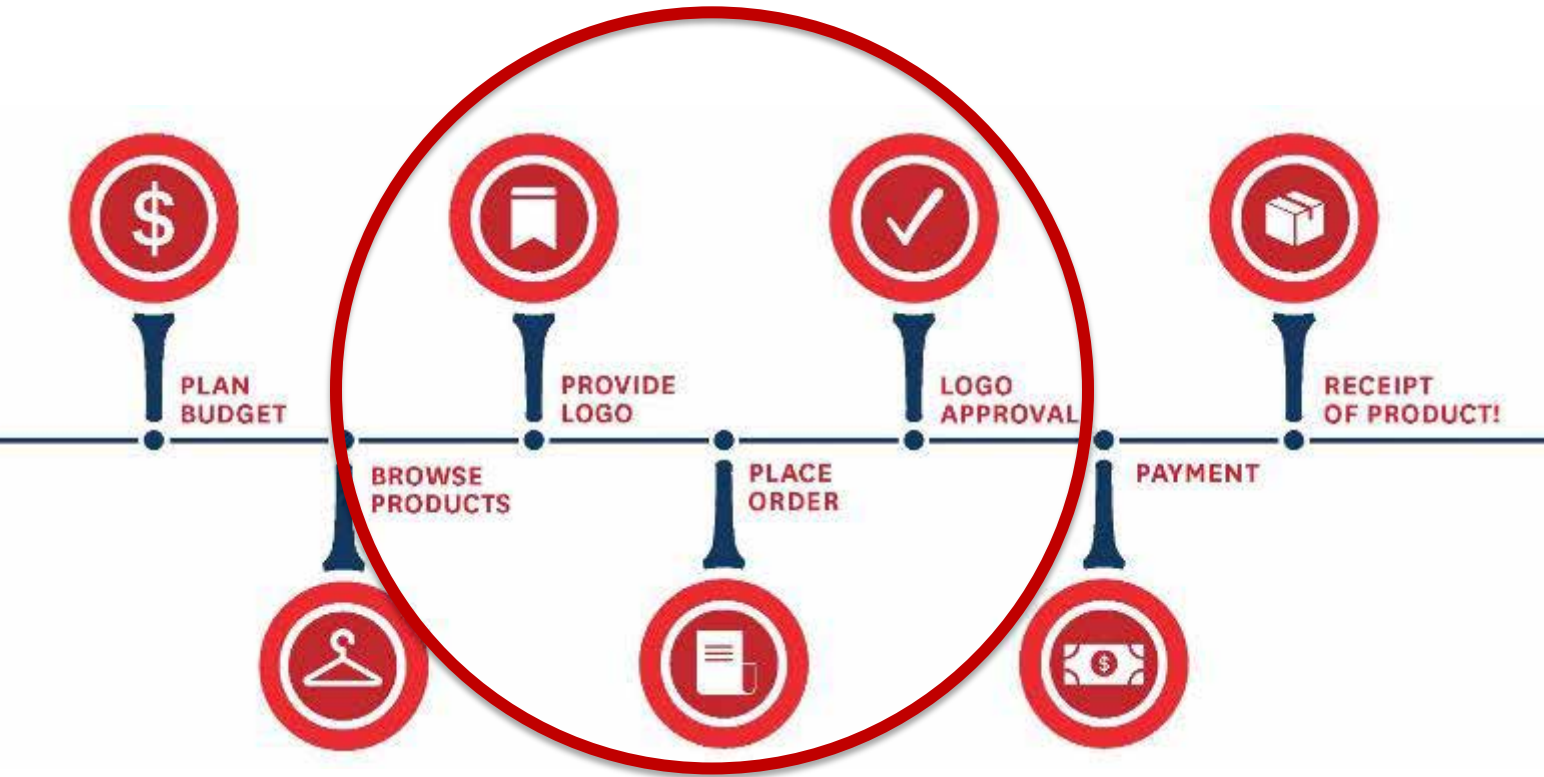 PLAN
BUDGET
BROWSE
PRODUCTS
PROVIDE
LOGO
PLACE
ORDER
LOGO
APPROVAL
PAYMENT
RECEIPT
OF PRODUCT!
$
$